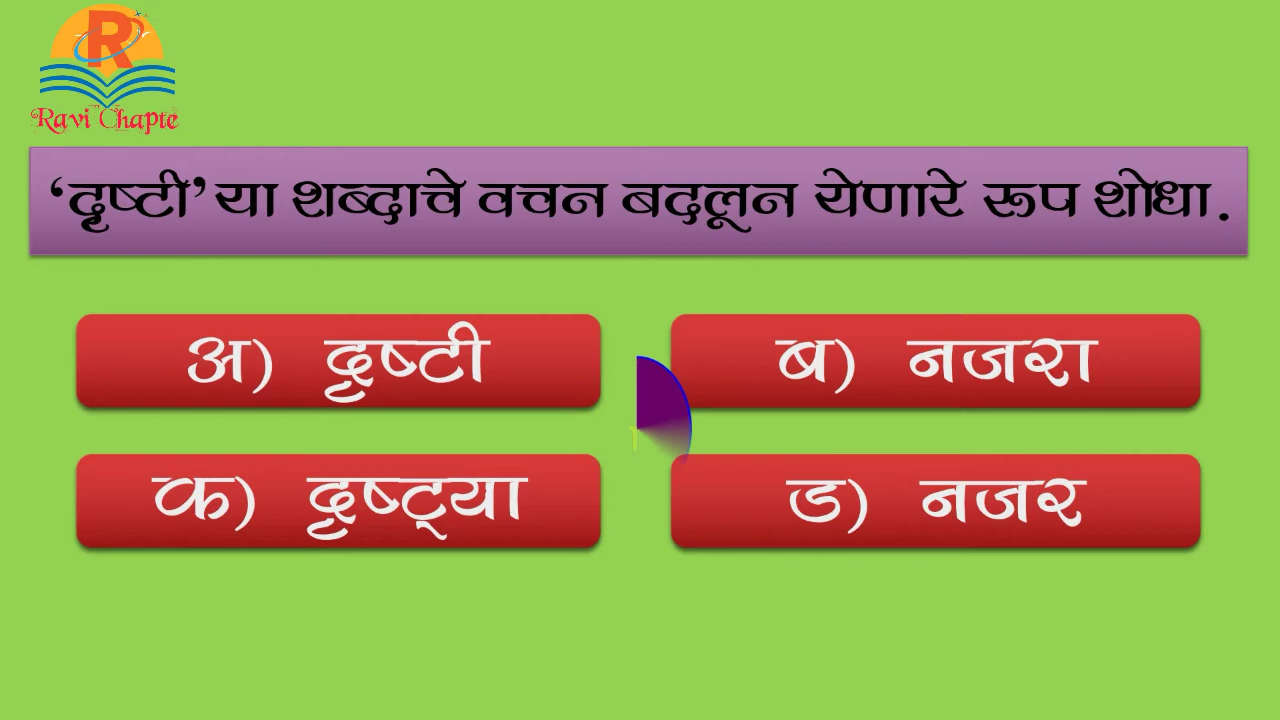 Ravi Chapte
‘दृष्टी’ या शब्दाचे वचन बदलून येणारे रूप शोधा.
अ) दृष्टी
ब) नजरा
क) दृष्ट्या
ड) नजर